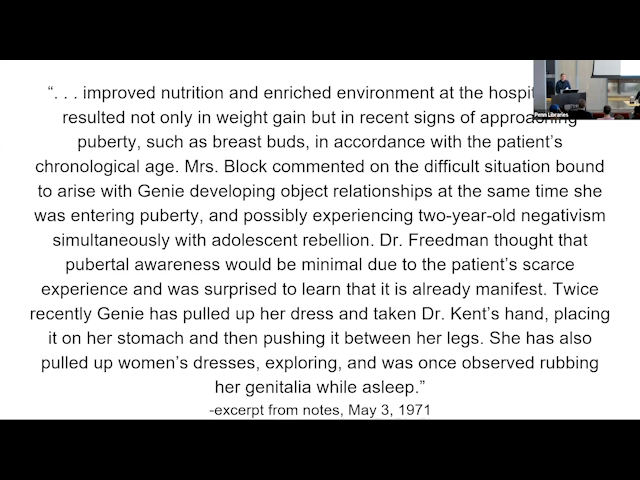 “. . . improved nutrition and enriched environment at the
resulted not only in weight gain but in recent signs of approaching
puberty, such as breast buds, in accordance with the patient’s
chronological age. Mrs. Block commented on the difficult situation bound
to arise with Genie developing object relationships at the same time she
was entering puberty, and possibly experiencing two-year-old negativism
simultaneously with adolescent rebellion. Dr. Freedman thought that
pubertal awareness would be minimal due to the patient’s scarce
experience and was surprised to learn that it is already manifest. Twice
recently Genie has pulled up her dress and taken Dr. Kent’s hand, placing
it on her stomach and then pushing it between her legs. She has also
pulled up women’s dresses, exploring, and was once observed rubbing
her genitalia while asleep.”
-excerpt from notes, May 3, 1971
Penn Libraries